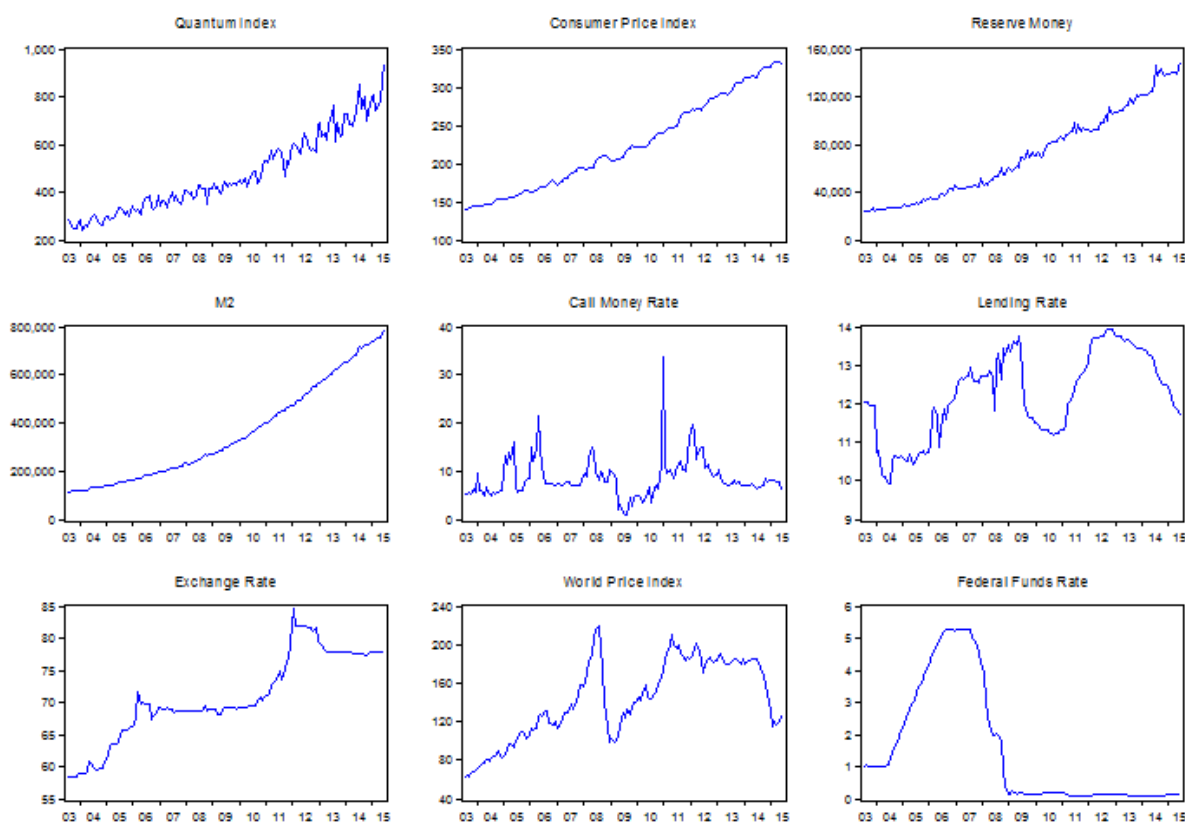 Quantum Index
1,000
800
600
400
200
03 04 05 06 07 08 09 10 11 12 13 14 15
Consumer Price Index
350
300
250
200
150
100
03 04 05 06 07 08 09 10 11 12 13 14 15
Reserve Money
160,000
120,000
80,000
40,000
0
03 04 05 06 07 08 09 10 11 12 13 14 15
M2
800,000
600,000
400,000
200,000
0
03 04 05 06 07 08 09 10 11 12 13 14 15
Call Money Rate
40
30
20
10
0
03 04 05 06 07 08 09 10 11 12 13 14 15
Lending Rate
14
13
12
11
10
9
03 04 05 06 07 08 09 10 11 12 13 14 15
Exchange Rate
85
80
75
70
65
60
55
03 04 05 06 07 08 09 10 11 12 13 14 15
World Price Index
240
200
160
120
80
40
03 04 05 06 07 08 09 10 11 12 13 14 15
Federal Funds Rate
6
5
4
3
2
1
0
03 04 05 06 07 08 09 10 11 12 13 14 15